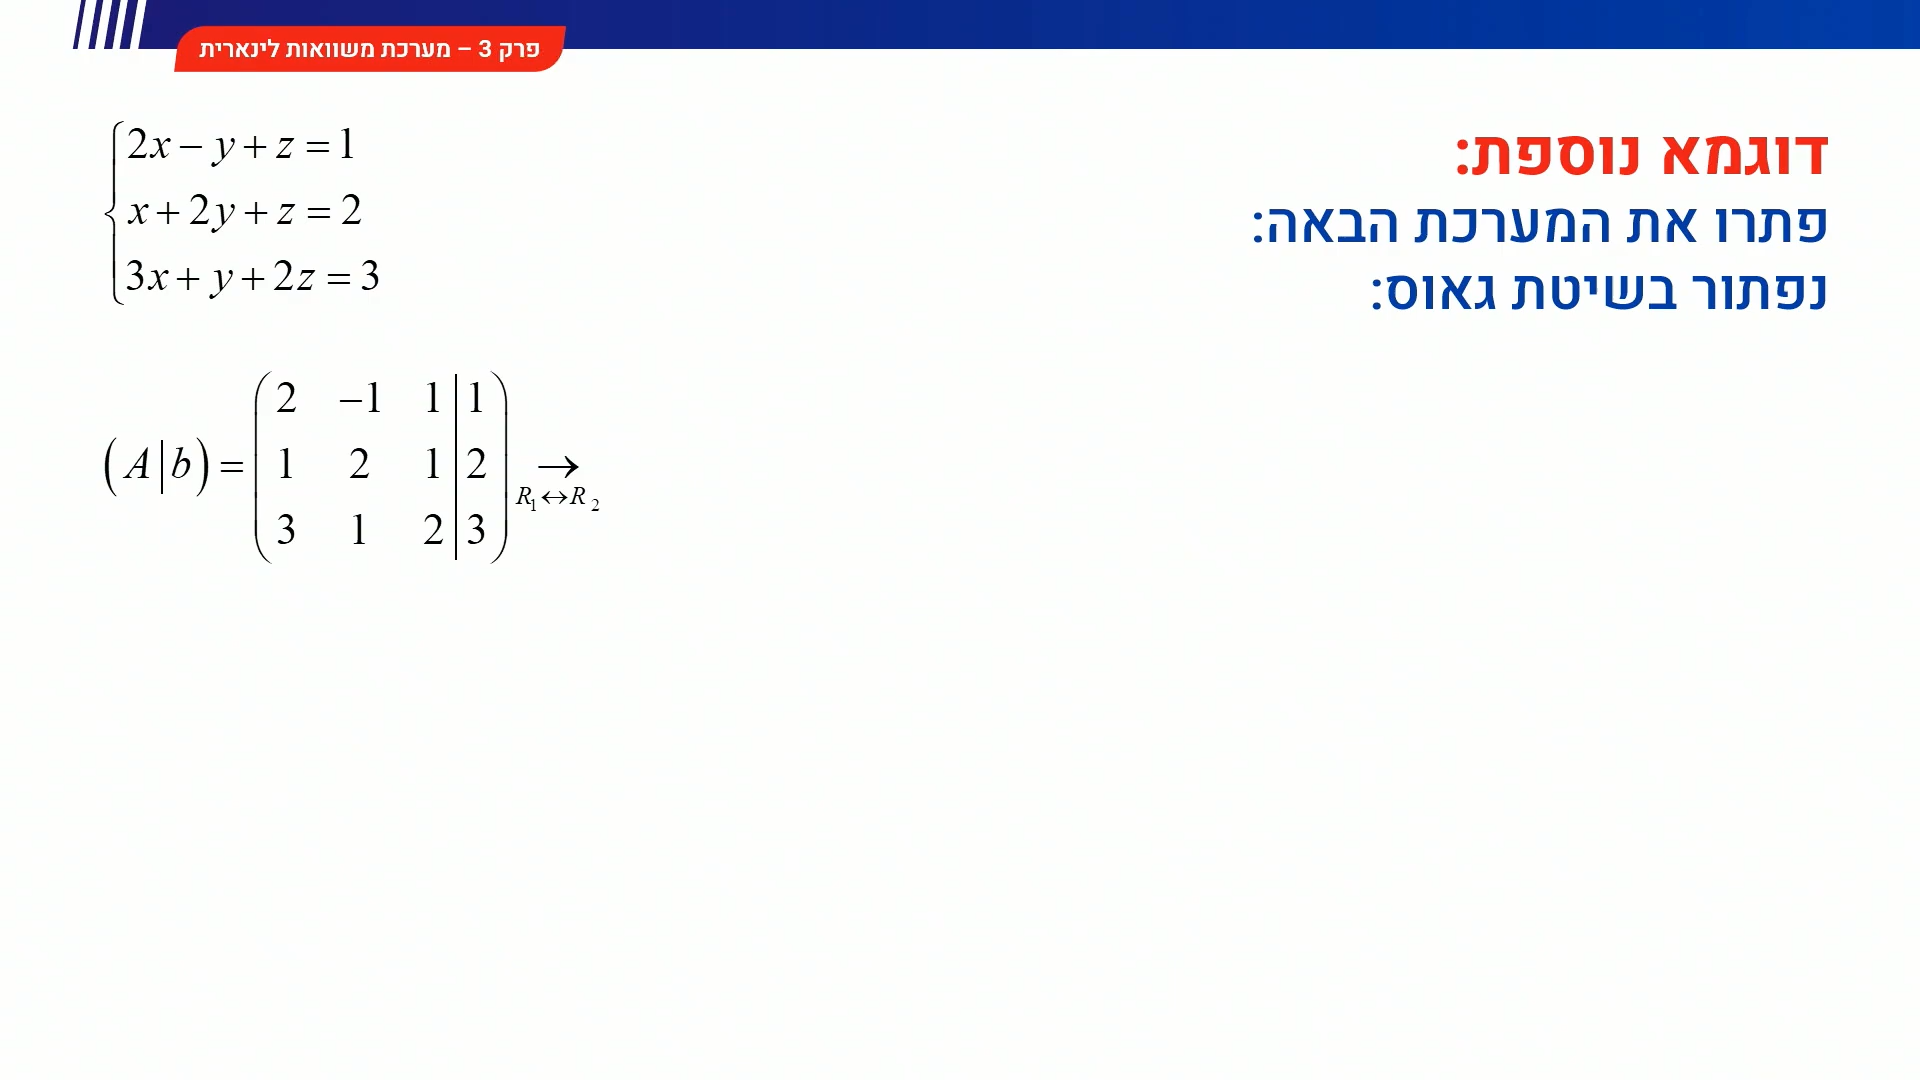 פרק 3 – מערכת משוואות לינארית
דוגמא נוספת:
פתרו את המערכת הבאה:
נפתור בשיטת גאוס:
2x − y + z = 1
x + 2y + z = 2
3x + y + 2z = 3
(A|b) =
2 −1 1 | 1
1 2 1 | 2
3 1 2 | 3
→
R₁↔R₂